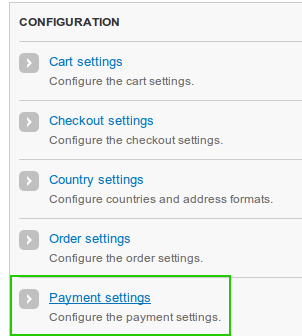 CONFIGURATION
Cart settings
Configure the cart settings.
Checkout settings
Configure the checkout settings.
Country settings
Configure countries and address formats.
Order settings
Configure the order settings.
Payment settings
Configure the payment settings.